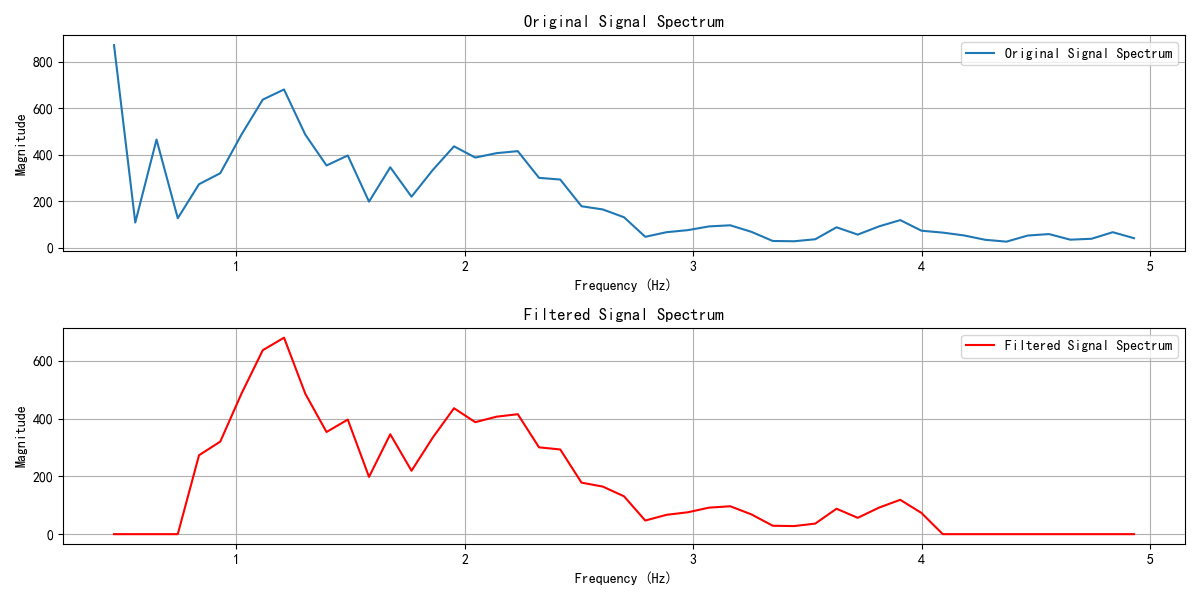 Original Signal Spectrum
Original Signal Spectrum
800
600
400
200
0
Magnitude
1 2 3 4 5
Frequency (Hz)
Filtered Signal Spectrum
Filtered Signal Spectrum
600
400
200
0
Magnitude
1 2 3 4 5
Frequency (Hz)